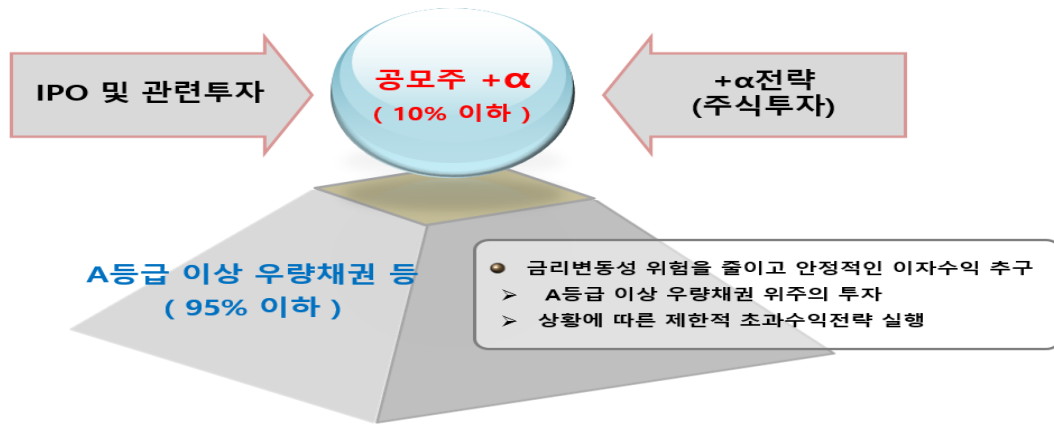 IPO 및 관련투자
공모주 +α
( 10% 이하 )
+α전략
(주식투자)
A등급 이상 우량채권 등
( 95% 이하 )
● 금리변동성 위험을 줄이고 안정적인 이자수익 추구
➢ A등급 이상 우량채권 위주의 투자
➢ 상황에 따른 제한적 초과수익전략 실행